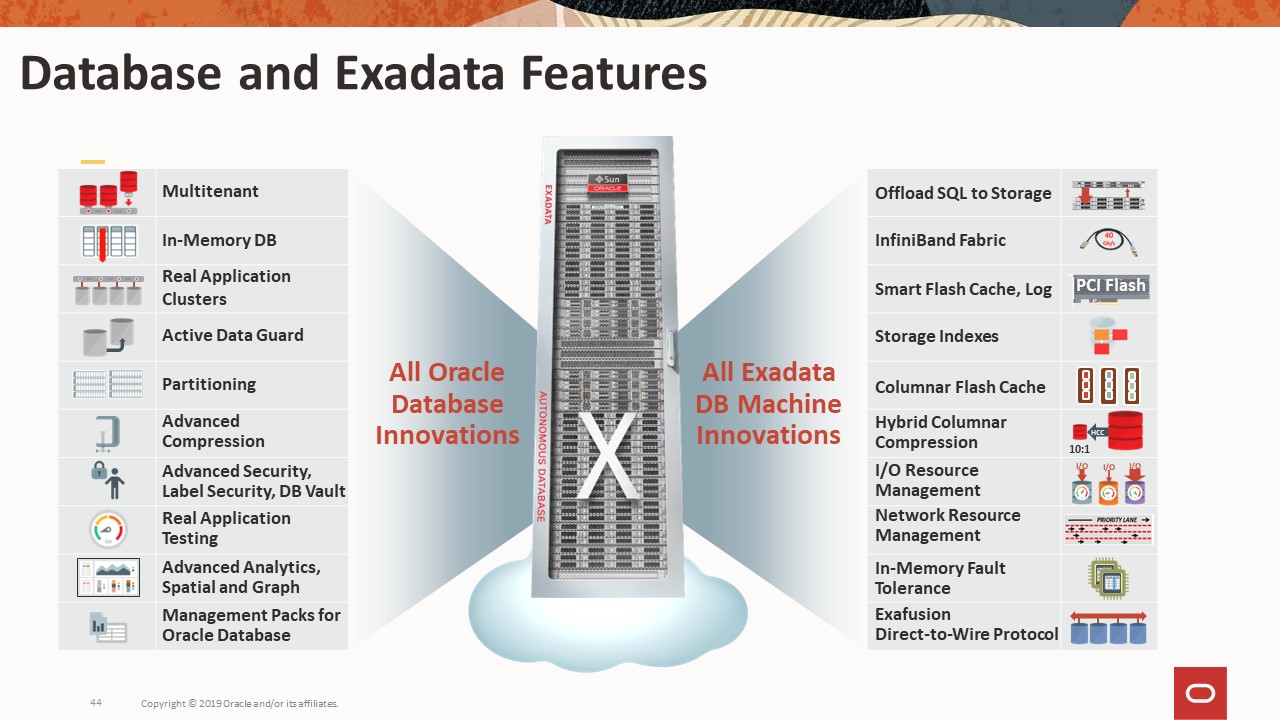 Database and Exadata Features
Multitenant
In-Memory DB
Real Application
Clusters
Active Data Guard
Partitioning
Advanced
Compression
Advanced Security,
Label Security, DB Vault
Real Application
Testing
Advanced Analytics,
Spatial and Graph
Management Packs for
Oracle Database
All Oracle
Database
Innovations
Sun
ORACLE
EXADATA
AUTONOMOUS DATABASE
X
All Exadata
DB Machine
Innovations
Offload SQL to Storage
InfiniBand Fabric
40
Gb/s
Smart Flash Cache, Log
PCI Flash
Storage Indexes
Columnar Flash Cache
Hybrid Columnar
Compression
HCC
10:1
I/O Resource
Management
I/O I/O I/O
Network Resource
Management
PRIORITY LANE
In-Memory Fault
Tolerance
Exafusion
Direct-to-Wire Protocol
44
Copyright © 2019 Oracle and/or its affiliates.